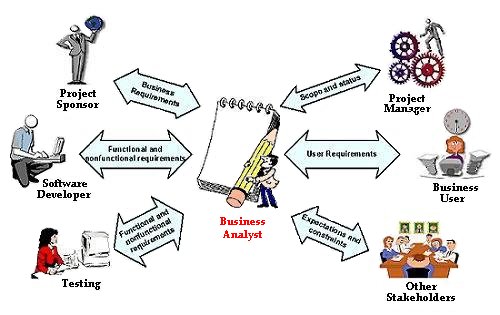 Project
Sponsor
Business
Requirements
Scope and status
Project
Manager
Software
Developer
Functional and
nonfunctional requirements
User Requirements
Business
User
Business
Analyst
Testing
Functional and
nonfunctional
requirements
Expectations and
constraints
Other
Stakeholders